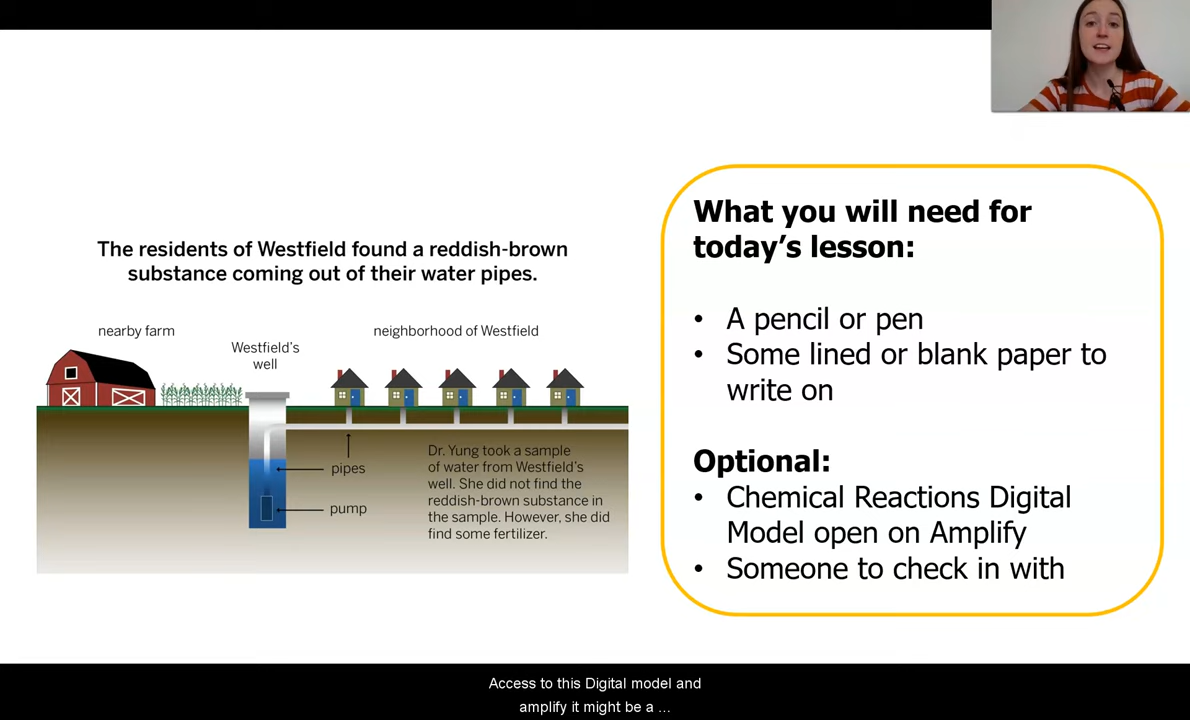 The residents of Westfield found a reddish-brown
substance coming out of their water pipes.
nearby farm
Westfield's
well
neighborhood of Westfield
pipes
pump
Dr. Yung took a sample
of water from Westfield's
well. She did not find the
reddish-brown substance in
the sample. However, she did
find some fertilizer.
What you will need for
today's lesson:
• A pencil or pen
• Some lined or blank paper to
write on
Optional:
• Chemical Reactions Digital
Model open on Amplify
• Someone to check in with
Access to this Digital model and
amplify it might be a ...